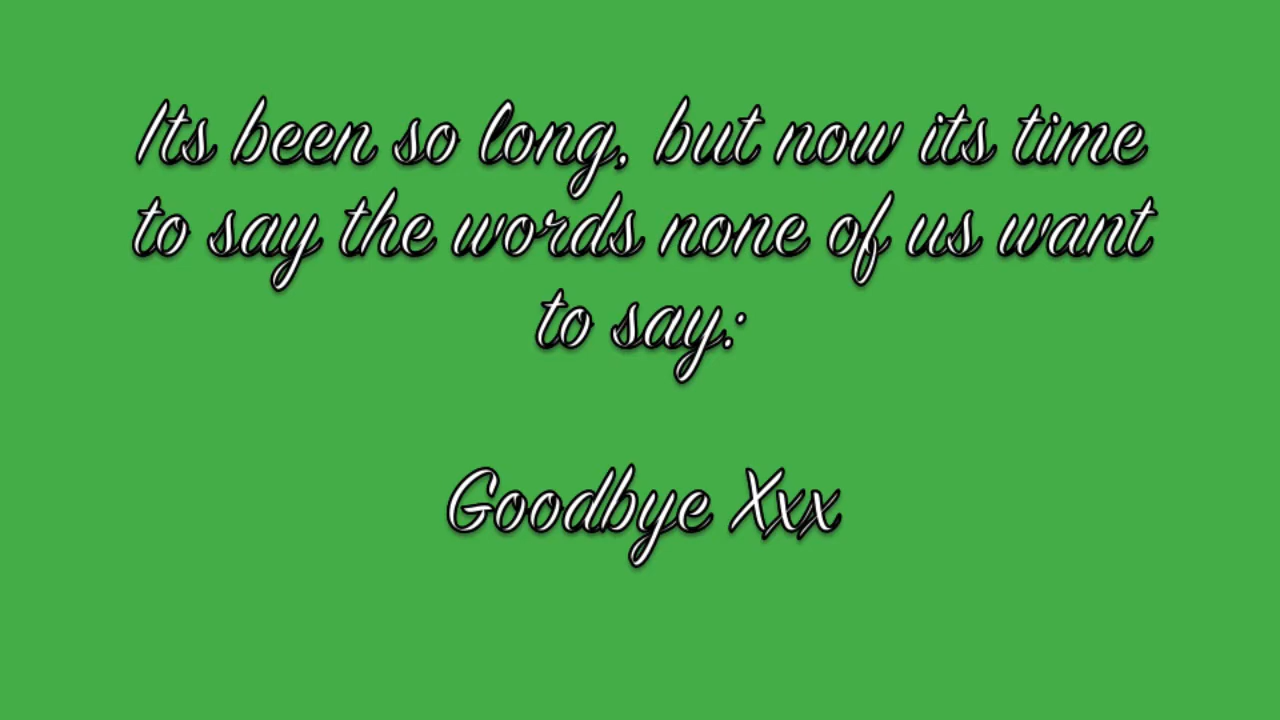 Its been so long, but now its time
to say the words none of us want
to say:
Goodbye Xxx